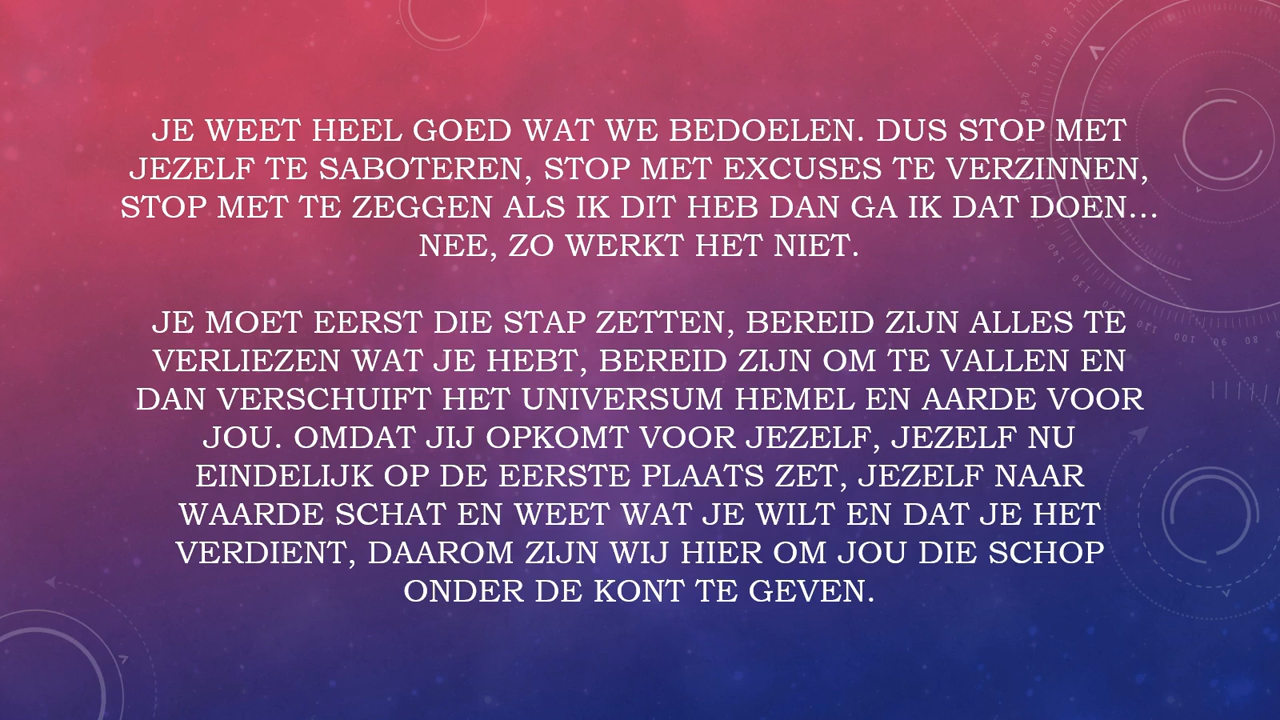 JE WEET HEEL GOED WAT WE BEDOELEN. DUS STOP MET
JEZELF TE SABOTEREN, STOP MET EXCUSES TE VERZINNEN,
STOP MET TE ZEGGEN ALS IK DIT HEB DAN GA IK DAT DOEN...
NEE, ZO WERKT HET NIET.
JE MOET EERST DIE STAP ZETTEN, BEREID ZIJN ALLES TE
VERLIEZEN WAT JE HEBT, BEREID ZIJN OM TE VALLEN EN
DAN VERSCHUIFT HET UNIVERSUM HEMEL EN AARDE VOOR
JOU. OMDAT JIJ OPKOMT VOOR JEZELF, JEZELF NU
EINDELIJK OP DE EERSTE PLAATS ZET, JEZELF NAAR
WAARDE SCHAT EN WEET WAT JE WILT EN DAT JE HET
VERDIENT, DAAROM ZIJN WIJ HIER OM JOU DIE SCHOP
ONDER DE KONT TE GEVEN.